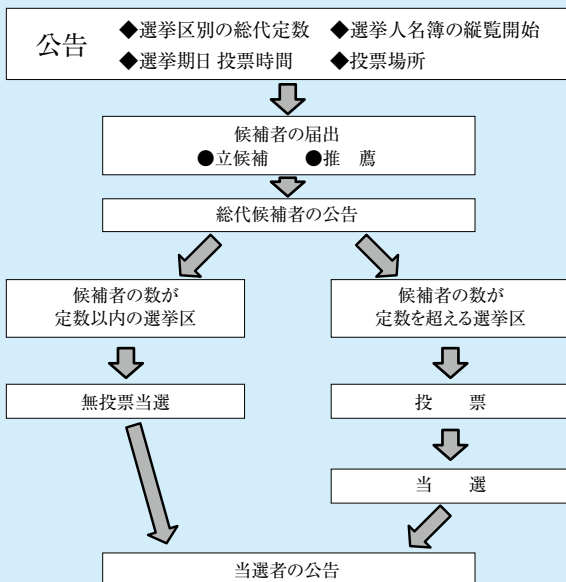 公告
◆選挙区別の総代定数 ◆選挙人名簿の縦覧開始
◆選挙期日 投票時間 ◆投票場所
候補者の届出
●立候補 ●推 薦
総代候補者の公告
候補者の数が
定数以内の選挙区
候補者の数が
定数を超える選挙区
無投票当選
投 票
当 選
当選者の公告